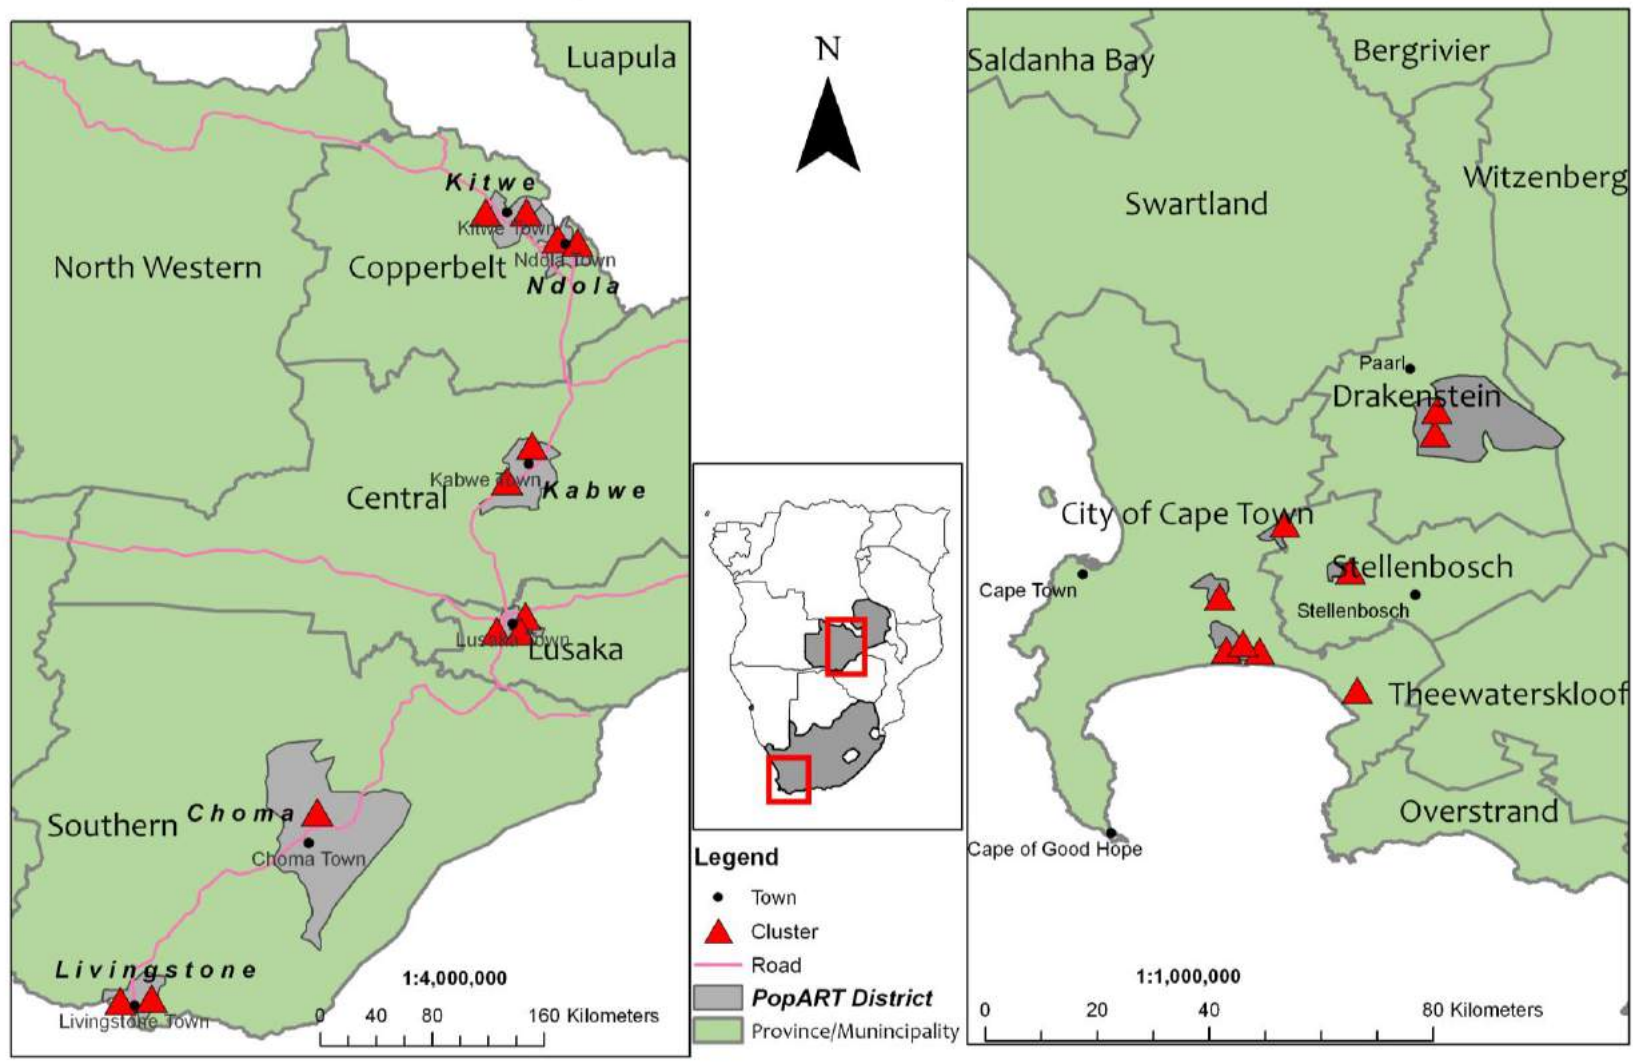 Luapula
Kitwe
Kitwe Town
North Western
Copperbelt
Ndola Town
Ndola
Kabwe Town
Central
Kabwe
Lusaka Town
Lusaka
Southern
Choma
Choma Town
Livingstone
Livingstone Town
1:4,000,000
0 40 80 160 Kilometers
N
Legend
Town
Cluster
Road
PopART District
Province/Munincipality
Saldanha Bay
Bergrivier
Swartland
Witzenberg
Paarl
Drakenstein
City of Cape Town
Stellenbosch
Cape Town
Stellenbosch
Theewaterskloof
Overstrand
Cape of Good Hope
1:1,000,000
0 20 40 80 Kilometers